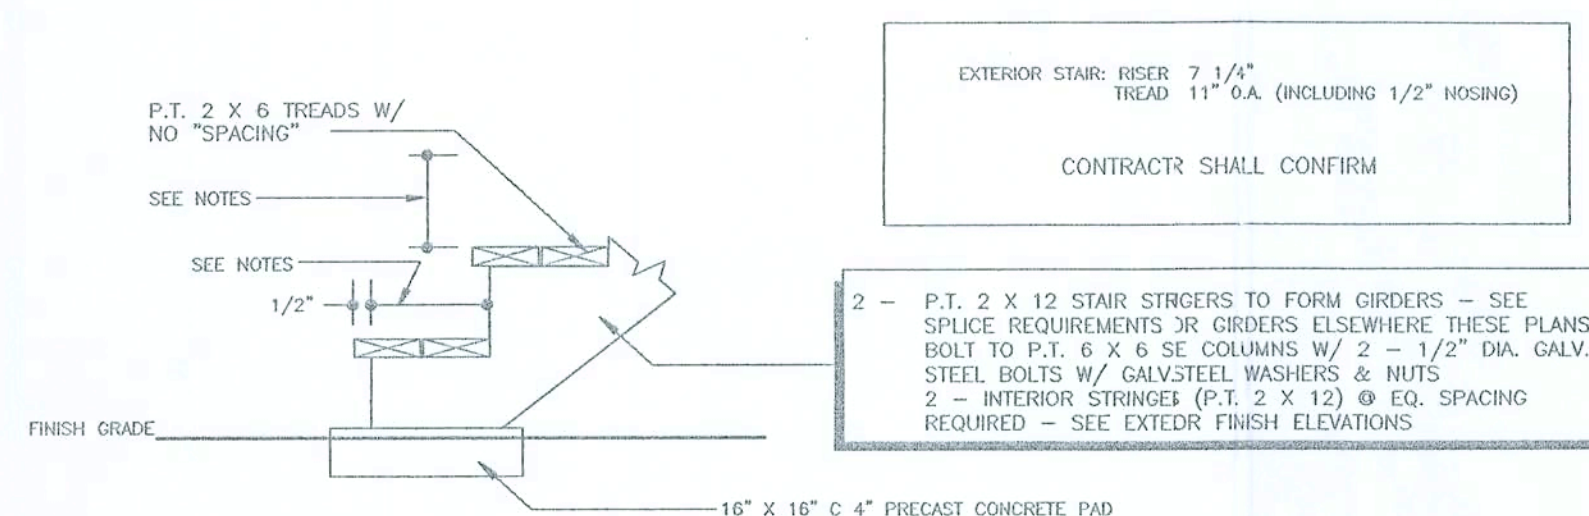 EXTERIOR STAIR: RISER 7 1/4"
TREAD 11" O.A. (INCLUDING 1/2" NOSING)
CONTRACTR SHALL CONFIRM
P.T. 2 X 6 TREADS W/
NO "SPACING"
SEE NOTES
SEE NOTES
1/2"
2 – P.T. 2 X 12 STAIR STRIGERS TO FORM GIRDERS – SEE
SPLICE REQUIREMENTS OR GIRDERS ELSEWHERE THESE PLANS
BOLT TO P.T. 6 X 6 SE COLUMNS W/ 2 – 1/2" DIA. GALV.
STEEL BOLTS W/ GALV.STEEL WASHERS & NUTS
2 – INTERIOR STRINGER (P.T. 2 X 12) @ EQ. SPACING
REQUIRED – SEE EXTEDR FINISH ELEVATIONS
FINISH GRADE
16" X 16" C 4" PRECAST CONCRETE PAD